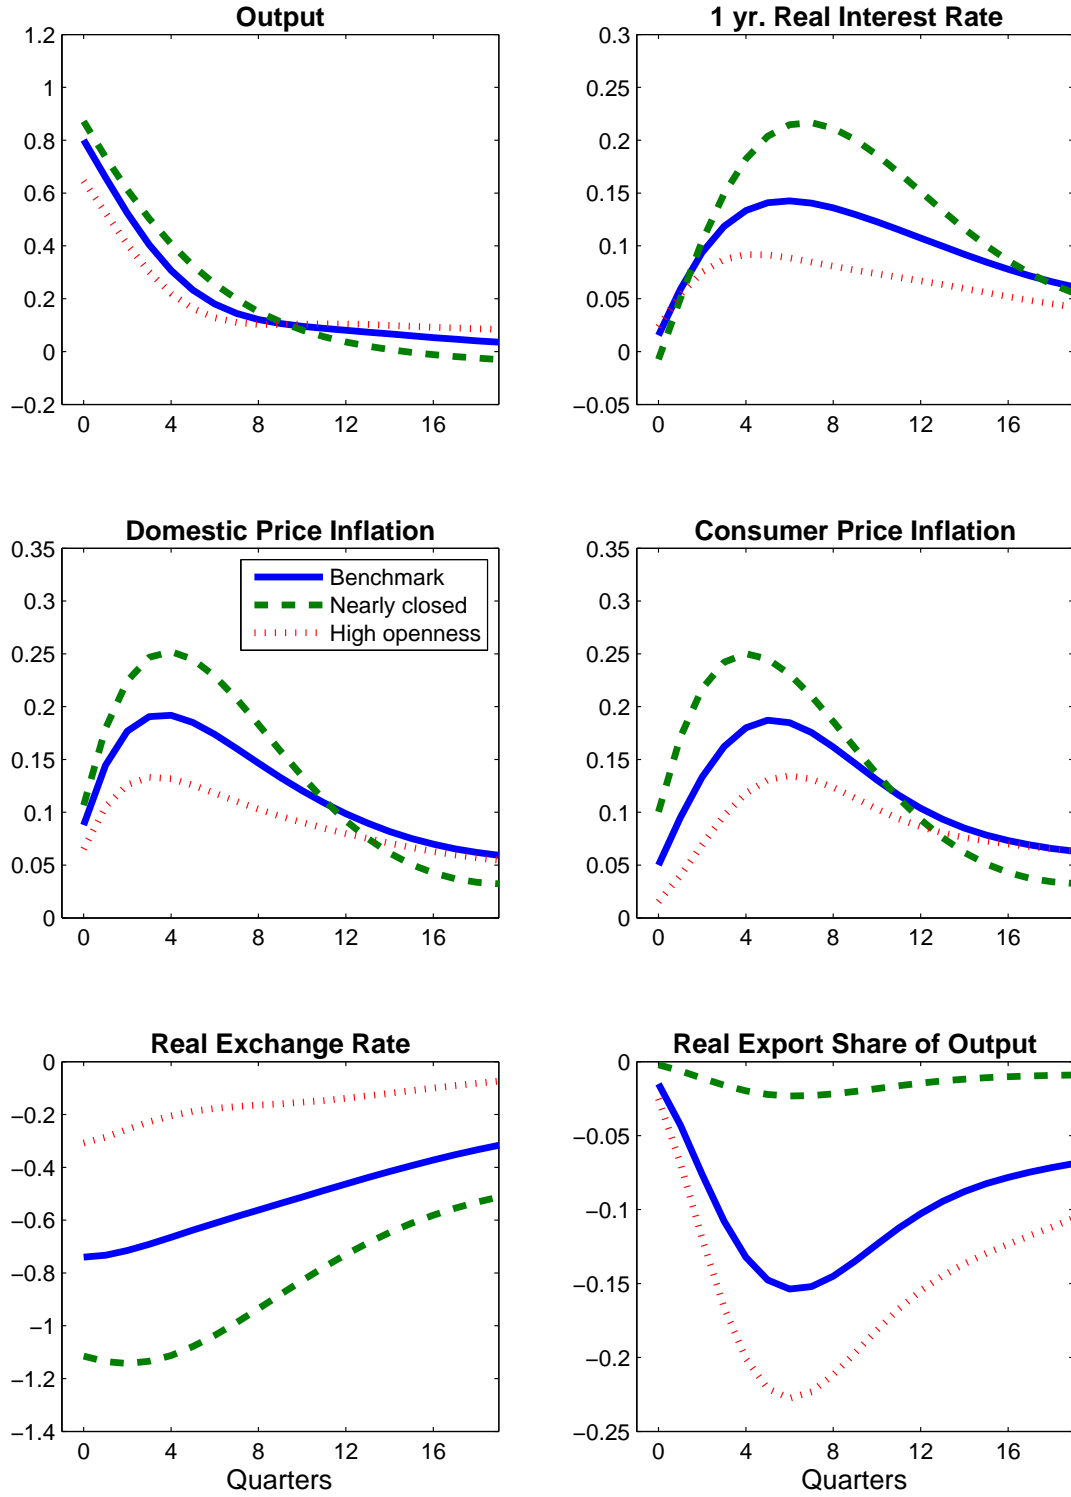 Output
1.2
1
0.8
0.6
0.4
0.2
0
−0.2
0 4 8 12 16
1 yr. Real Interest Rate
0.3
0.25
0.2
0.15
0.1
0.05
0
−0.05
0 4 8 12 16
Domestic Price Inflation
0.35
0.3
0.25
0.2
0.15
0.1
0.05
0
0 4 8 12 16
Benchmark
Nearly closed
High openness
Consumer Price Inflation
0.35
0.3
0.25
0.2
0.15
0.1
0.05
0
0 4 8 12 16
Real Exchange Rate
0
−0.2
−0.4
−0.6
−0.8
−1
−1.2
−1.4
0 4 8 12 16
Quarters
Real Export Share of Output
0
−0.05
−0.1
−0.15
−0.2
−0.25
0 4 8 12 16
Quarters